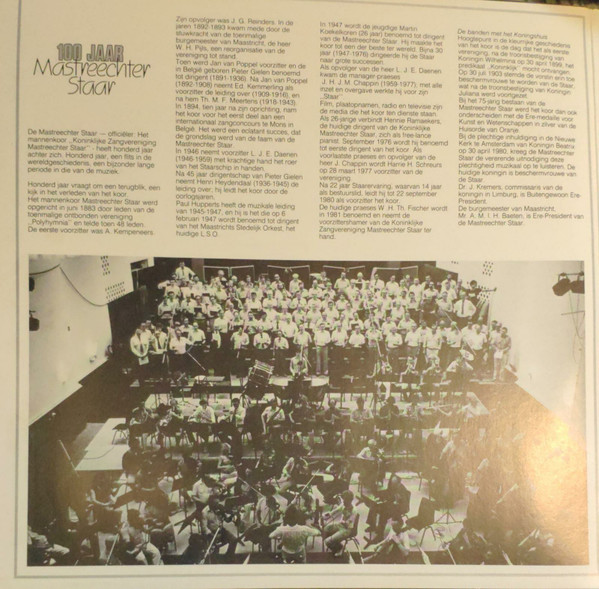 100 JAAR
Mastreechter
Staar
De Mastreechter Staar — officiëler: Het
mannenkoor „Koninklijke Zangvereniging
Mastreechter Staar" - heeft honderd jaar
achter zich. Honderd jaar, een flits in de
wereldgeschiedenis, een bijzonder lange
periode in die van de muziek.
Honderd jaar vraagt om een terugblik, een
kijk in het verleden van het koor.
Het mannenkoor Mastreechter Staar werd
opgericht in juni 1883 door leden van de
toenmalige ontbonden vereniging
„Polyhymnia" en telde toen 48 leden.
De eerste voorzitter was A. Kempeneers.
Zijn opvolger was J. G. Reinders. In de
jaren 1892-1893 kwam mede door de
stuwkracht van de toenmalige
burgemeester van Maastricht, de heer
W. H. Pijls, een reorganisatie van de
vereniging tot stand.
Toen werd Jan van Poppel voorzitter en de
in België geboren Pieter Gielen benoemd
tot dirigent (1891-1936). Na Jan van Poppel
(1892-1908) neemt Ed. Kemmerling als
voorzitter de leiding over (1909-1916), en
na hem Th. M. F. Meertens (1918-1943).
In 1894, tien jaar na zijn oprichting, nam
het koor voor het eerst deel aan een
internationaal zangconcours te Mons in
België. Het werd een eclatant succes, dat
de grondslag werd van de faam van de
Mastreechter Staar.
In 1946 neemt voorzitter L. J. E. Daenen
(1946-1959) met krachtige hand het roer
van het Staarschip in handen.
Na 45 jaar dirigentschap van Pieter Gielen
neemt Henri Heydendael (1936-1945) de
leiding over, hij leidt het koor door de
oorlogsjaren.
Paul Huppertz heeft de muzikale leiding
van 1945-1947, en hij is het die op 6
februari 1947 wordt benoemd tot dirigent
van het Maastrichts Stedelijk Orkest, het
huidige L.S.O.
In 1947 wordt de jeugdige Martin
Koekelkoren (26 jaar) benoemd tot dirigent
van de Mastreechter Staar. Hij maakte het
koor tot een der beste ter wereld. Bijna 30
jaar (1947-1976) dirigeerde hij de Staar
naar grote successen.
Als opvolger van de heer L. J. E. Daenen
kwam de manager-praeses
J. H. J. M. Chappin (1959-1977); met alle
inzet en overgave werkte hij voor zijn
„Staar".
Film, plaatopnamen, radio en televisie zijn
de media die het koor ten dienste staan.
Als 26-jarige verbindt Hennie Ramaekers,
de huidige dirigent van de Koninklijke
Mastreechter Staar, zich als free-lance
pianist. September 1976 wordt hij benoemd
tot eerste dirigent van het koor. Als
voorlaatste praeses en opvolger van de
heer J. Chappin wordt Harrie H. Schreurs
op 28 maart 1977 voorzitter van de
vereniging.
Na 22 jaar Staarervaring, waarvan 14 jaar
als bestuurslid, leidt hij tot 22 september
1980 als voorzitter het koor.
De huidige praeses W. H. Th. Fischer wordt
in 1981 benoemd en neemt de
voorzittershamer van de Koninklijke
Zangvereniging Mastreechter Staar ter
hand.
De banden met het Koningshuis
Hoogtepunt in de kleurrijke geschiedenis
van het koor is de dag dat het als eerste
vereniging, na de troonsbestijging van
Koningin Wilhelmina op 30 april 1898, het
predikaat „Koninklijk" mocht ontvangen.
Op 30 juli 1903 stemde de vorstin erin toe
beschermvrouwe te worden van de Staar,
wat na de troonsbestijging van Koningin
Juliana werd voortgezet.
Bij het 75-jarig bestaan van de
Mastreechter Staar werd het koor dan ook
onderscheiden met de Ere-medaille voor
Kunst en Wetenschappen in zilver van de
Huisorde van Oranje.
Bij de plechtige inhuldiging in de Nieuwe
Kerk te Amsterdam van Koningin Beatrix
op 30 april 1980, kreeg de Mastreechter
Staar de vererende uitnodiging deze
plechtigheid muzikaal op te luisteren. De
huidige koningin is beschermvrouwe van
de Staar.
Dr. J. Kremers, commissaris van de
koningin in Limburg, is Buitengewoon Ere-
President.
De burgemeester van Maastricht,
Mr. A. M. I. H. Baeten, is Ere-President van
de Mastreechter Staar.